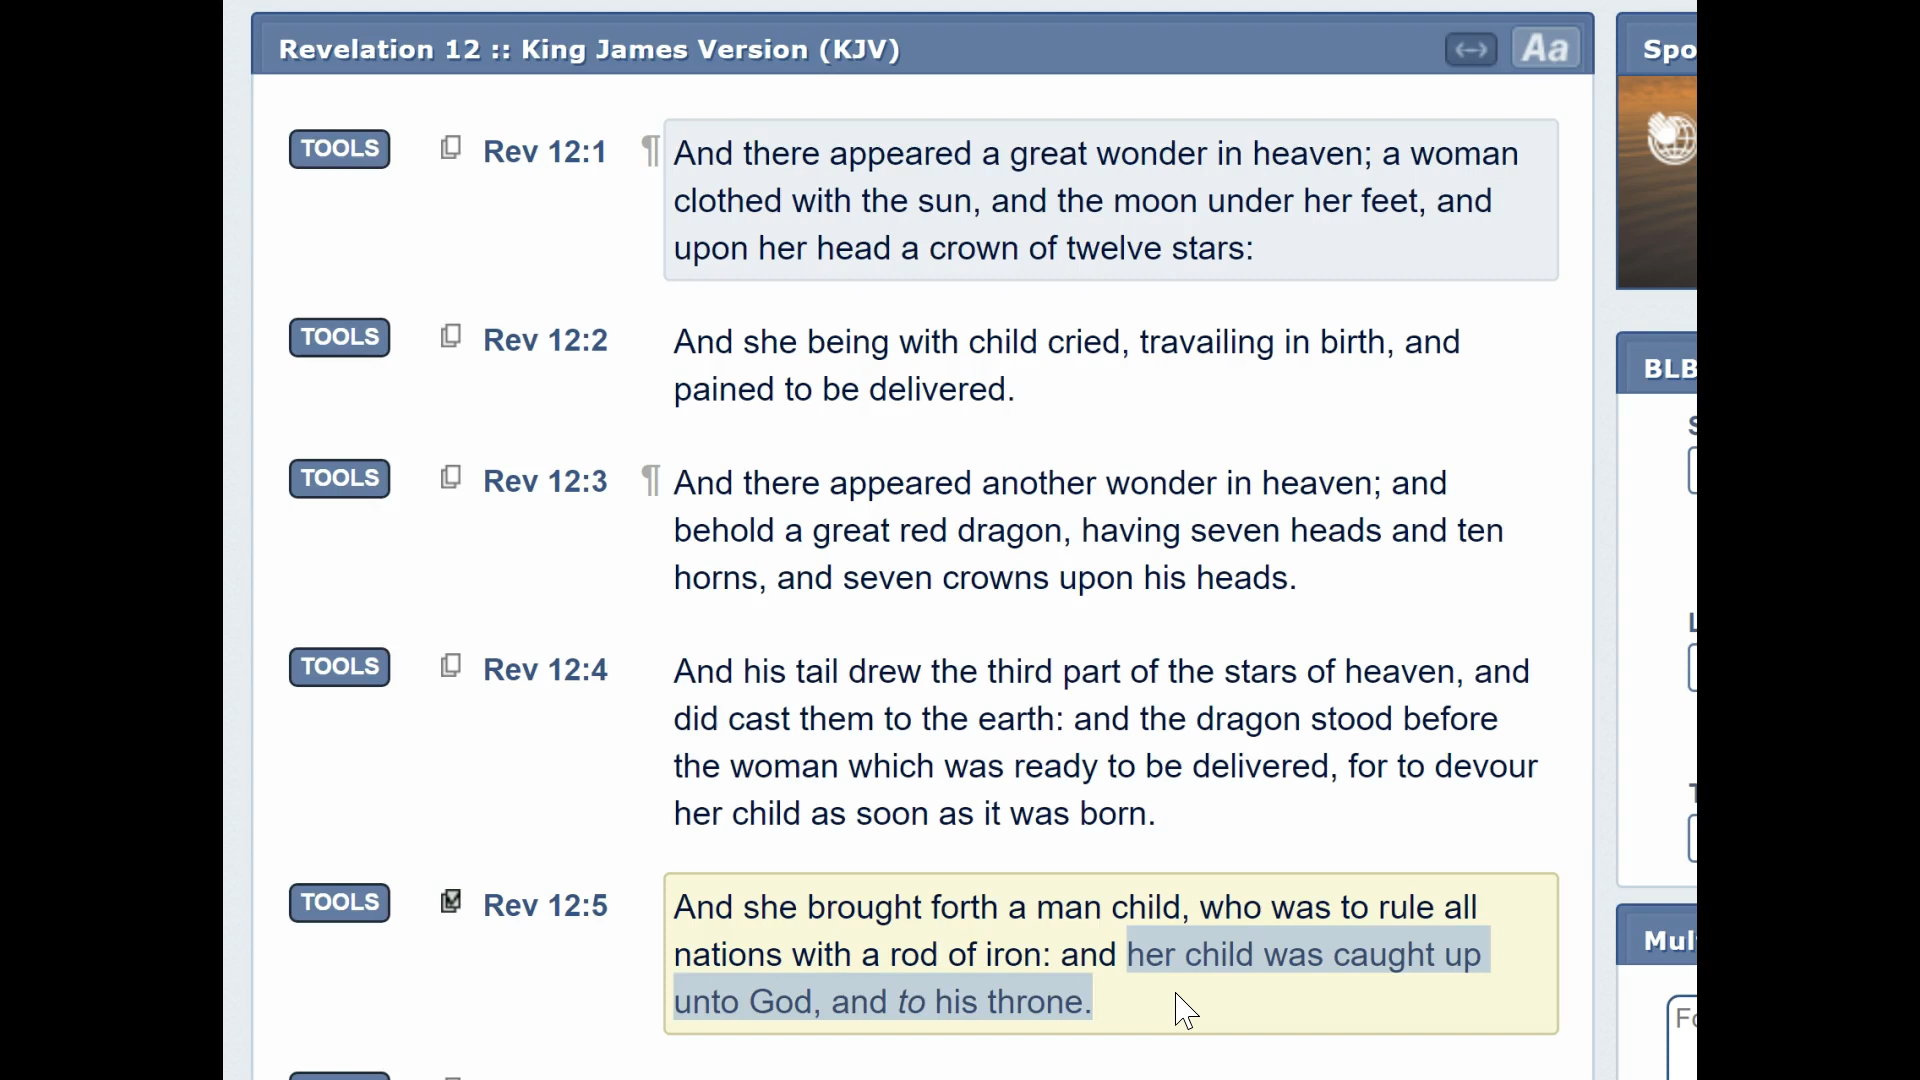 Revelation 12 :: King James Version (KJV)
Aa
TOOLS Rev 12:1 ¶ And there appeared a great wonder in heaven; a woman
clothed with the sun, and the moon under her feet, and
upon her head a crown of twelve stars:
TOOLS Rev 12:2 And she being with child cried, travailing in birth, and
pained to be delivered.
TOOLS Rev 12:3 ¶ And there appeared another wonder in heaven; and
behold a great red dragon, having seven heads and ten
horns, and seven crowns upon his heads.
TOOLS Rev 12:4 And his tail drew the third part of the stars of heaven, and
did cast them to the earth: and the dragon stood before
the woman which was ready to be delivered, for to devour
her child as soon as it was born.
TOOLS Rev 12:5 And she brought forth a man child, who was to rule all
nations with a rod of iron: and her child was caught up
unto God, and to his throne.
Spo
BLB
Mul